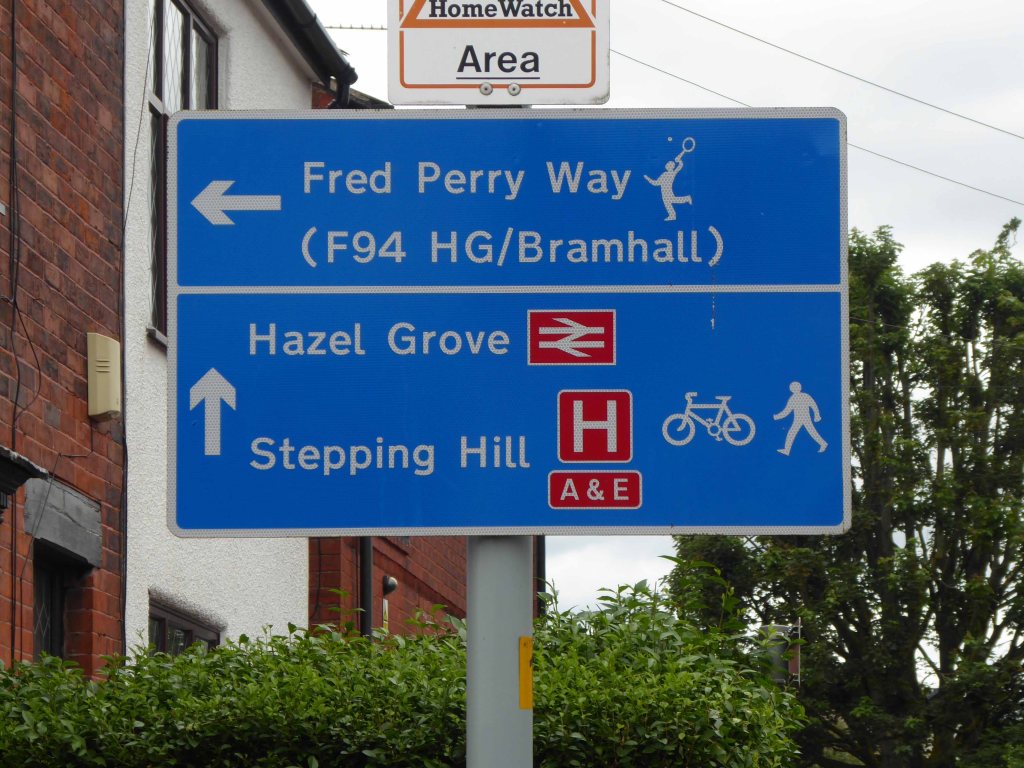 HomeWatch
Area
Fred Perry Way
(F94 HG/Bramhall)
Hazel Grove
Stepping Hill
H
A & E